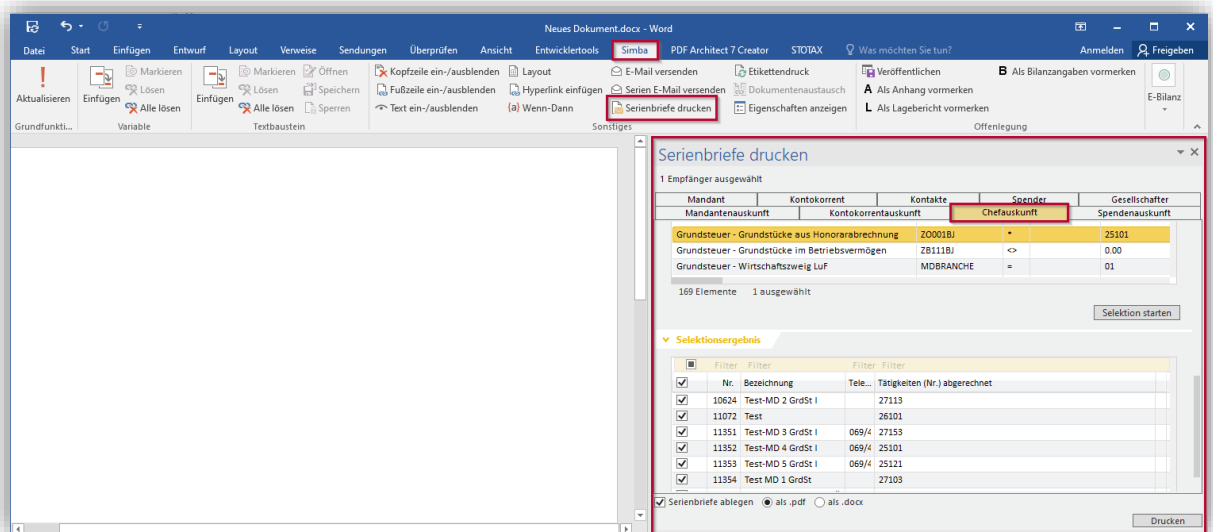 Neues Dokument.docx - Word
Datei Start Einfügen Entwurf Layout Verweise Sendungen Überprüfen Ansicht Entwicklertools Simba PDF Architect 7 Creator STOTAX Was möchten Sie tun? Anmelden Freigeben
Markieren Markieren Öffnen Kopfzeile ein-/ausblenden Layout E-Mail versenden Etikettendruck Veröffentlichen B Als Bilanzangaben vormerken
Aktualisieren Einfügen Lösen Einfügen Lösen Speichern Fußzeile ein-/ausblenden Hyperlink einfügen Serien E-Mail versenden Dokumentenaustausch A Als Anhang vormerken E-Bilanz
Alle lösen Alle lösen Sperren Text ein-/ausblenden {a} Wenn-Dann Serienbriefe drucken Eigenschaften anzeigen L Als Lagebericht vormerken
Grundfunkti... Variable Textbaustein Sonstiges Offenlegung
Serienbriefe drucken
1 Empfänger ausgewählt
Mandant Kontokorrent Kontakte Spender Gesellschafter
Mandantenauskunft Kontokorrentauskunft Chefauskunft Spendenauskunft
Grundsteuer - Grundstücke aus Honorarabrechnung ZO001BJ * 25101
Grundsteuer - Grundstücke im Betriebsvermögen ZB111BJ <> 0.00
Grundsteuer - Wirtschaftszweig LuF MDBRANCHE = 01
169 Elemente 1 ausgewählt
Selektion starten
Selektionsergebnis
Filter Filter Filter Filter
Nr. Bezeichnung Tele... Tätigkeiten (Nr.) abgerechnet
10624 Test-MD 2 GrdSt I 27113
11072 Test 26101
11351 Test-MD 3 GrdSt I 069/4 27153
11352 Test-MD 4 GrdSt I 069/4 25101
11353 Test-MD 5 GrdSt I 069/4 25121
11354 Test MD 1 GrdSt 27103
Serienbriefe ablegen als .pdf als .docx
Drucken